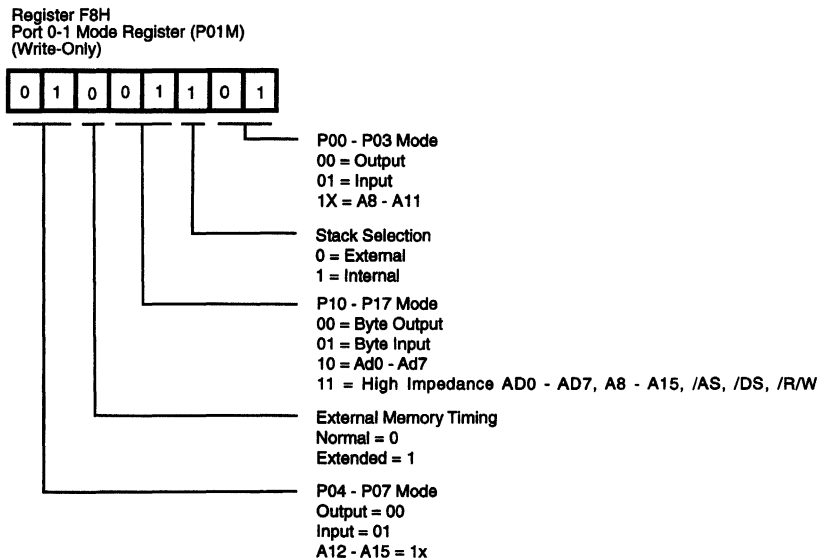 Register F8H
Port 0-1 Mode Register (P01M)
(Write-Only)
0 1 0 0 1 1 0 1
P00 - P03 Mode
00 = Output
01 = Input
1X = A8 - A11
Stack Selection
0 = External
1 = Internal
P10 - P17 Mode
00 = Byte Output
01 = Byte Input
10 = Ad0 - Ad7
11 = High Impedance AD0 - AD7, A8 - A15, /AS, /DS, /R/W
External Memory Timing
Normal = 0
Extended = 1
P04 - P07 Mode
Output = 00
Input = 01
A12 - A15 = 1x